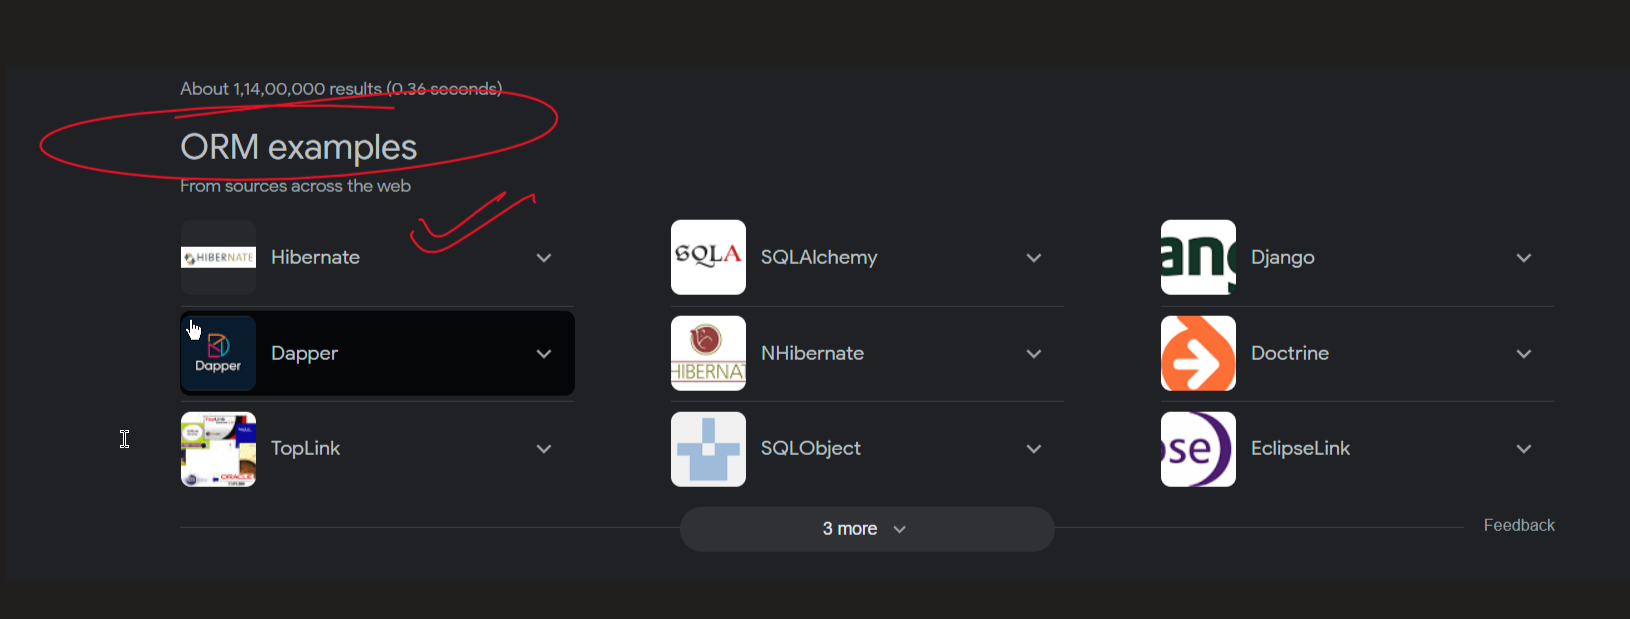 About 1,14,00,000 results (0.36 seconds)
ORM examples
From sources across the web
HIBERNATE Hibernate
SQLA SQLAlchemy
Django
Dapper Dapper
HIBERNAT NHibernate
Doctrine
TopLink
SQLObject
se EclipseLink
3 more
Feedback